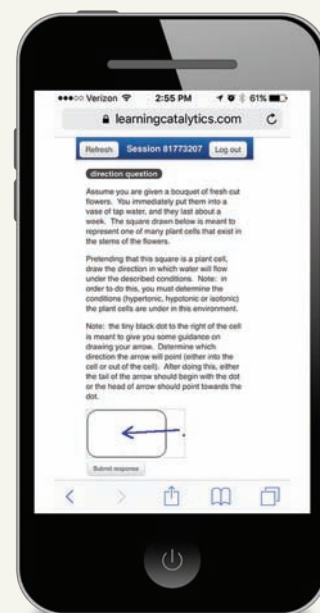 ●●●○○ Verizon 2:55 PM 61%
learningcatalytics.com
Refresh Session 81773207 Log out
direction question
Assume you are given a bouquet of fresh cut
flowers. You immediately put them into a
vase of tap water, and they last about a
week. The square drawn below is meant to
represent one of many plant cells that exist in
the stems of the flowers.
Pretending that this square is a plant cell,
draw the direction in which water will flow
under the described conditions. Note: in
order to do this, you must determine the
conditions (hypertonic, hypotonic or isotonic)
the plant cells are under in this environment.
Note: the tiny black dot to the right of the cell
is meant to give you some guidance on
drawing your arrow. Determine which
direction the arrow will point (either into the
cell or out of the cell). After doing this, either
the tail of the arrow should begin with the dot
or the head of arrow should point towards the
dot.
Submit response